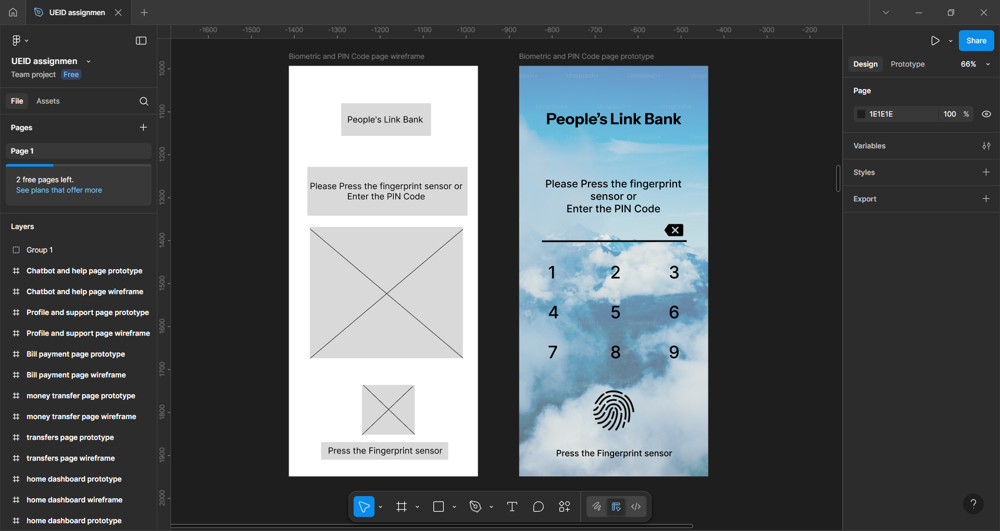 UEID assignmen
UEID assignmen
Team project Free
File Assets
Pages
Page 1
2 free pages left.
See plans that offer more
Layers
Group 1
Chatbot and help page prototype
Chatbot and help page wireframe
Profile and support page prototype
Profile and support page wireframe
Bill payment page prototype
Bill payment page wireframe
money transfer page prototype
money transfer page wireframe
transfers page prototype
transfers page wireframe
home dashboard prototype
home dashboard wireframe
home dashboard prototype
-1600 -1500 -1400 -1300 -1200 -1100 -1000 -900 -800 -700 -600 -500 -400 -300 -200
1000
1100
1200
1300
1400
1500
1600
1700
1800
1900
2000
Biometric and PIN Code page wireframe
People's Link Bank
Please Press the fingerprint sensor or
Enter the PIN Code
Press the Fingerprint sensor
Biometric and PIN Code page prototype
Unsplash+ Unsplash+
Unsplash+ Unsplash+ Unsplash+
People’s Link Bank
Please Press the fingerprint
sensor or
Enter the PIN Code
1 2 3
4 5 6
7 8 9
Press the Fingerprint sensor
Share
Design Prototype 66%
Page
1E1E1E 100 %
Variables
Styles
Export
?